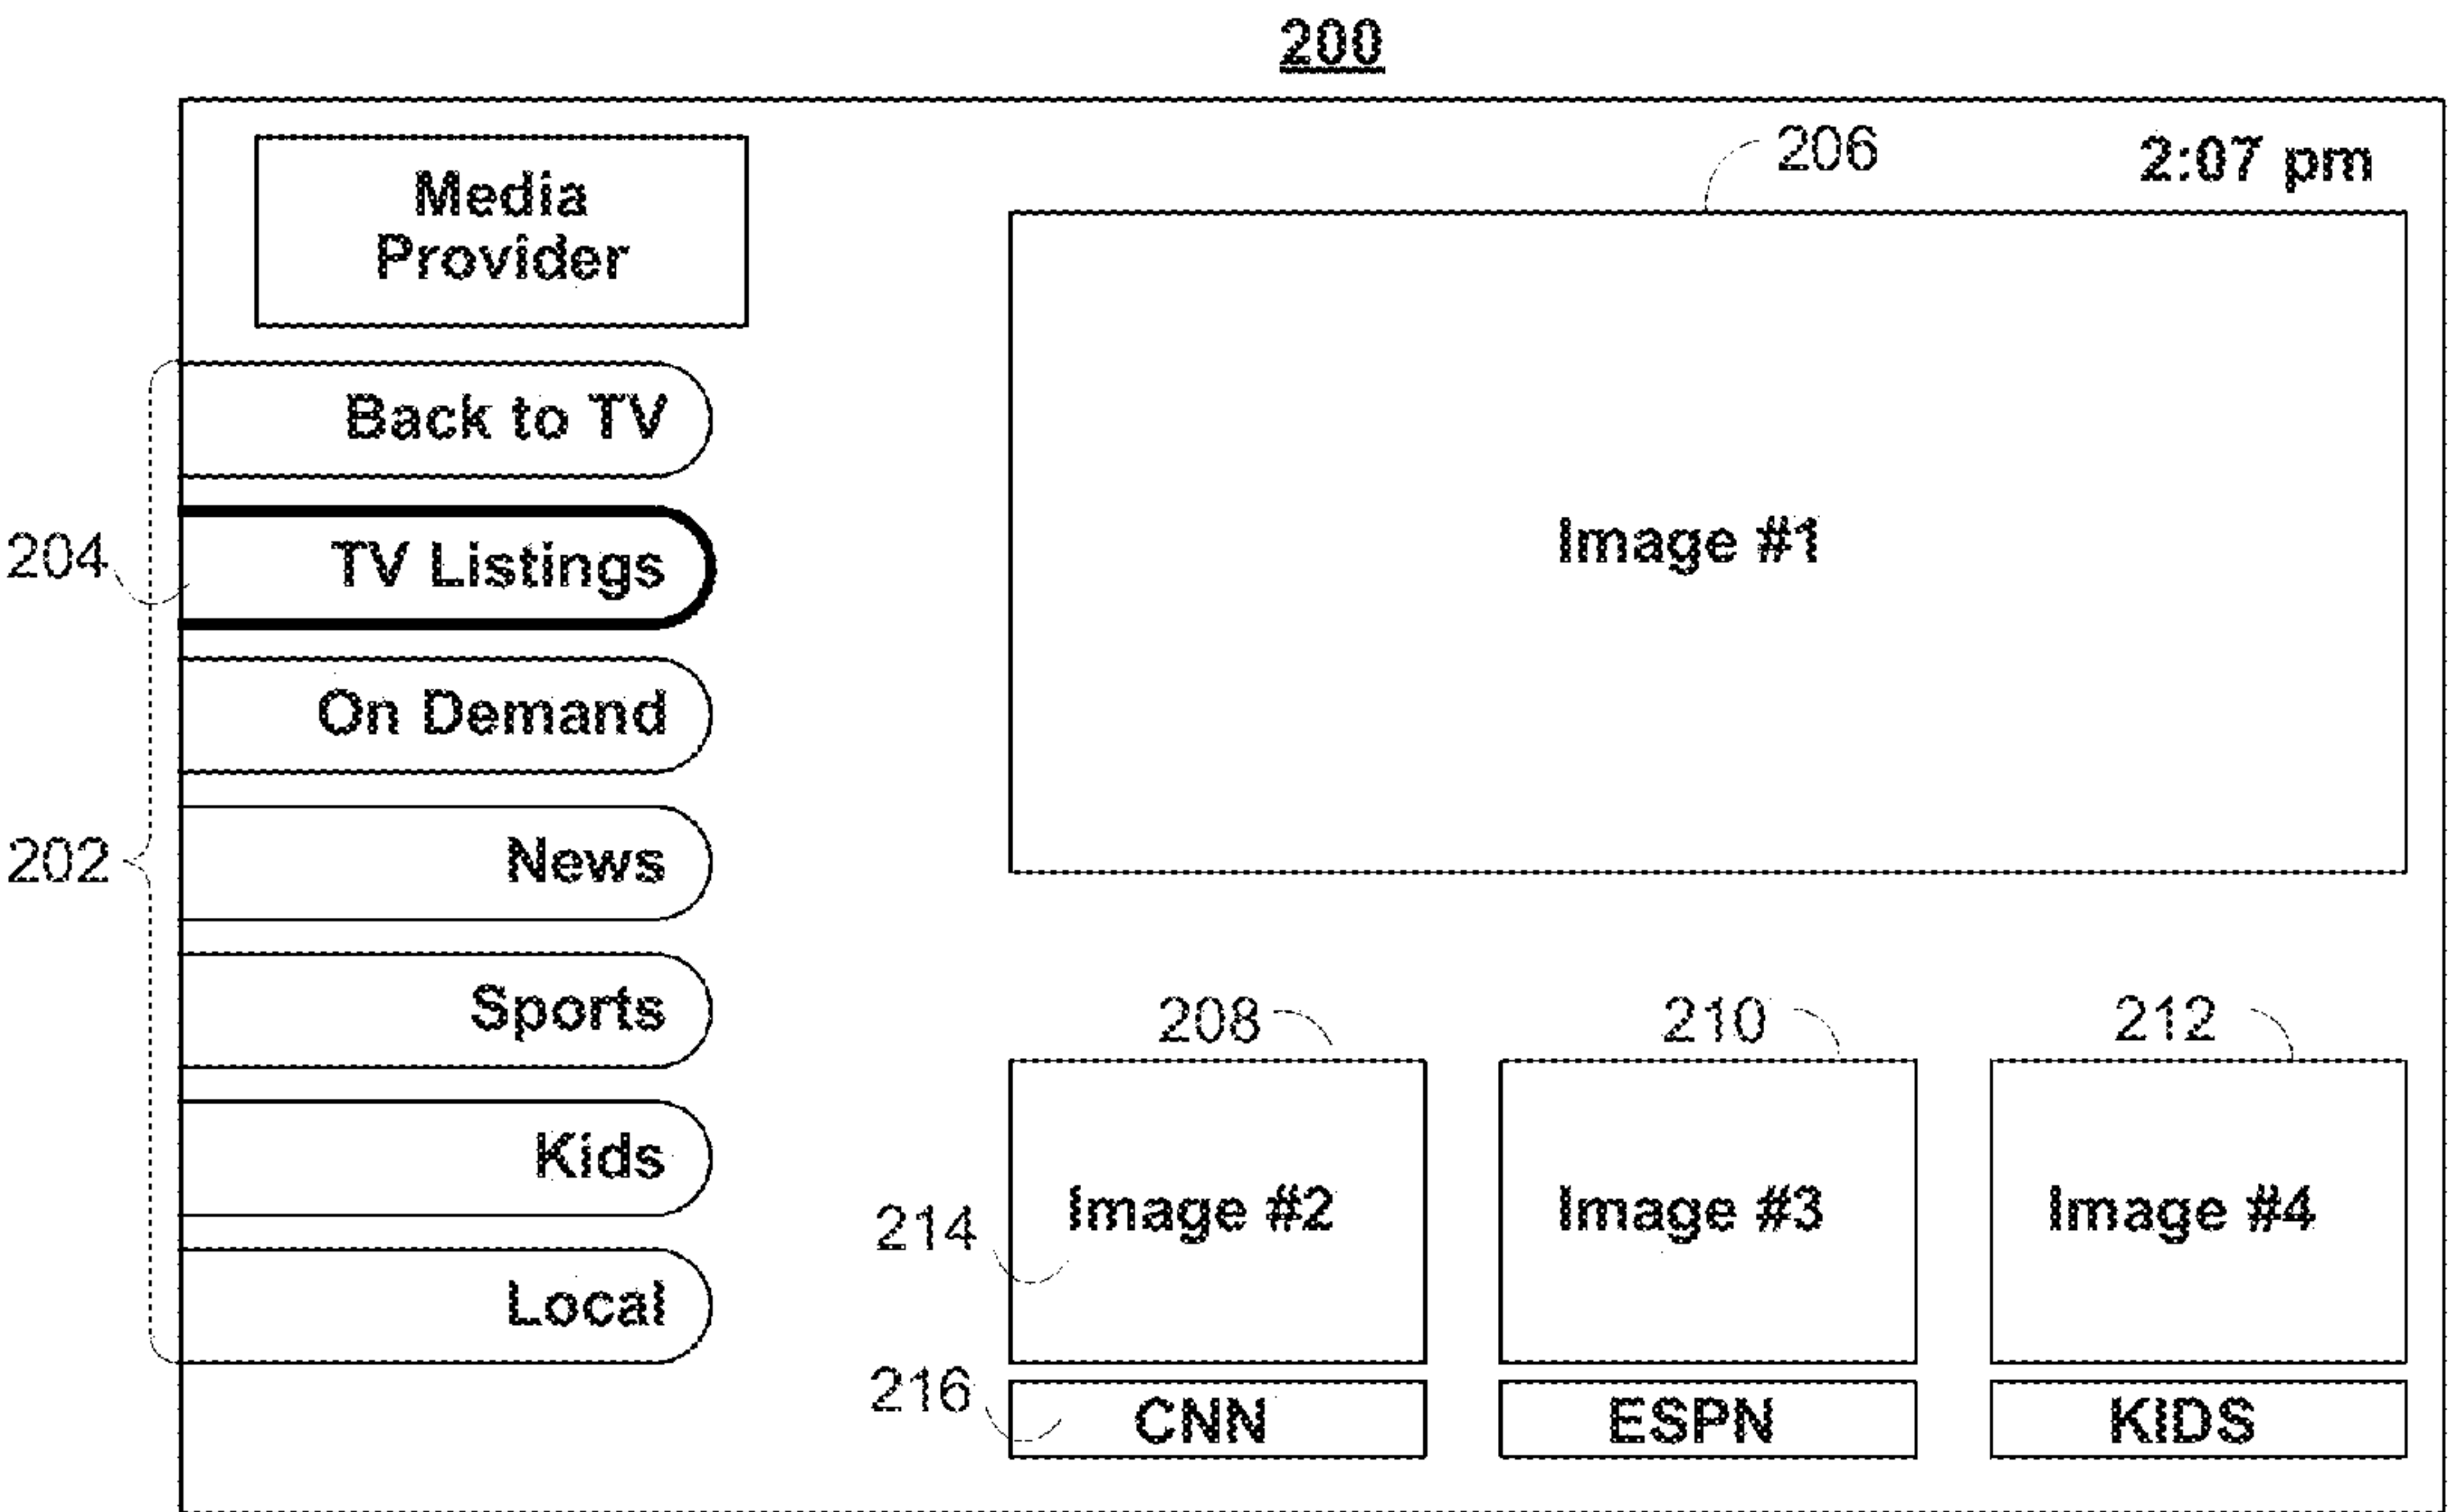 200
206
2:07 pm
Media
Provider
Back to TV
204
TV Listings
Image #1
On Demand
202
News
Sports
208
210
212
Kids
214
Image #2
Image #3
Image #4
Local
216
CNN
ESPN
KIDS